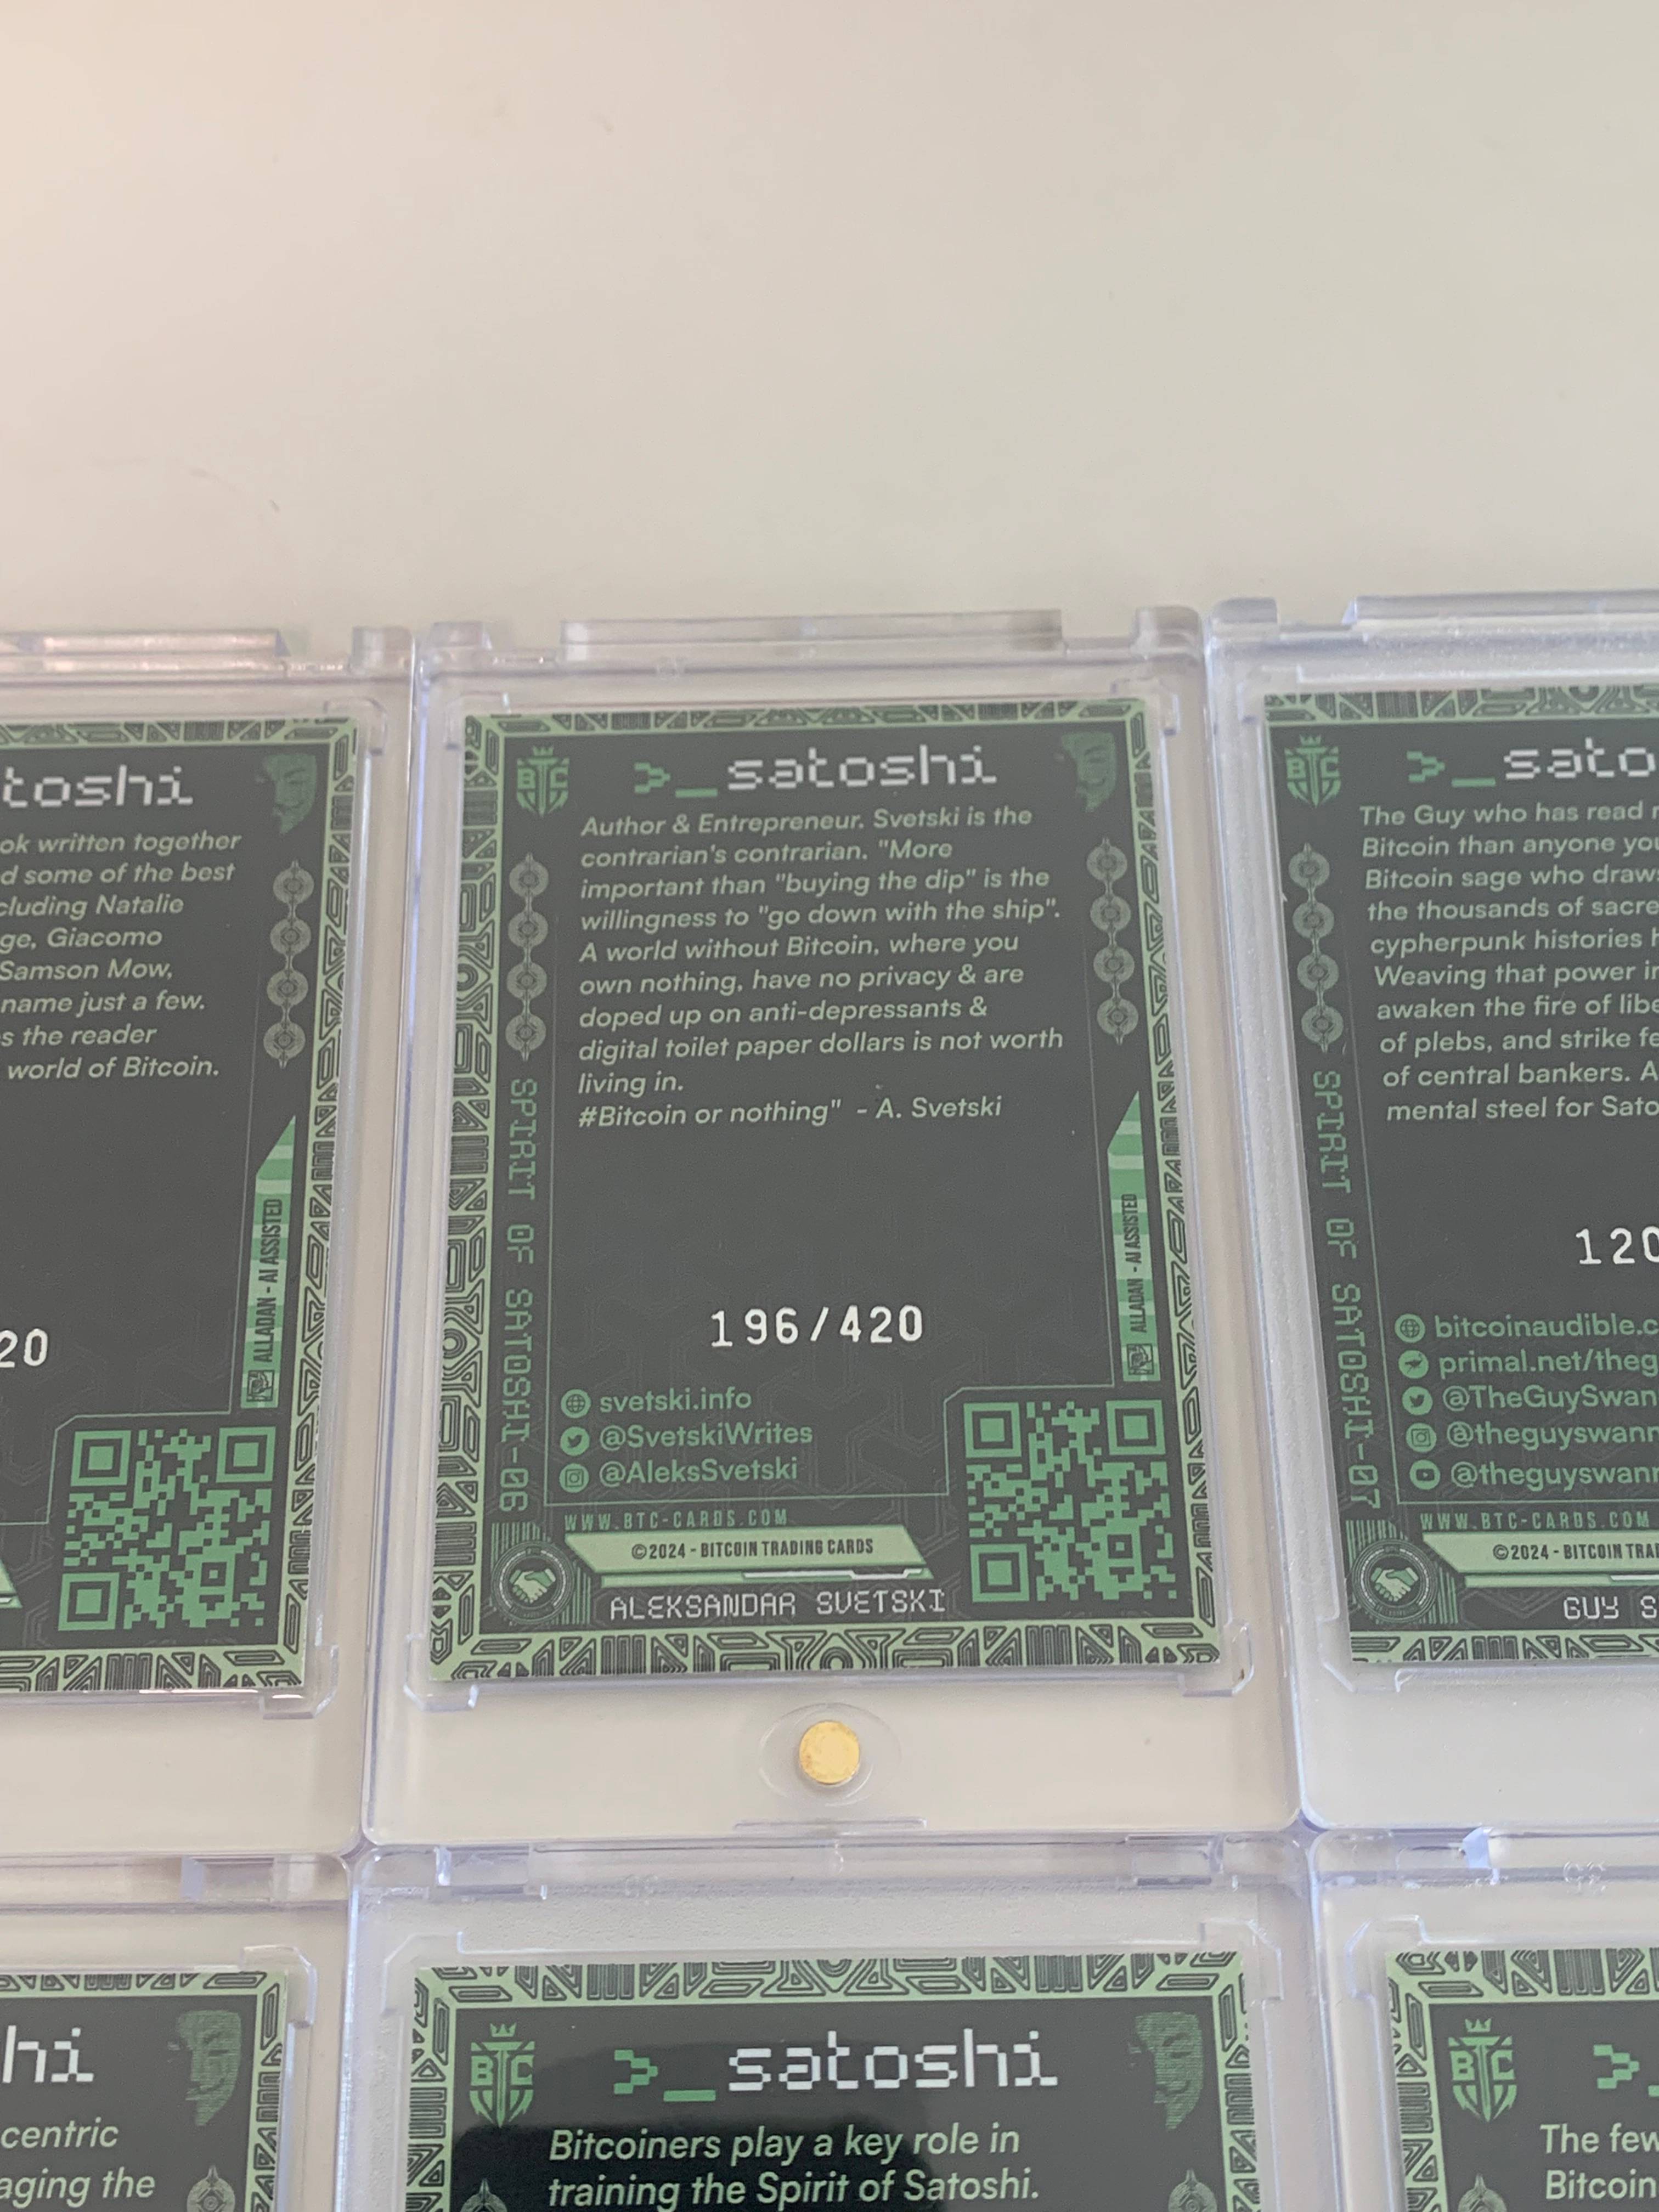 toshi
ok written together
d some of the best
cluding Natalie
ge, Giacomo
Samson Mow,
name just a few.
s the reader
world of Bitcoin.
ALLADAN - AI ASSISTED
20
BTC
>_satoshi
Author & Entrepreneur. Svetski is the
contrarian's contrarian. "More
important than "buying the dip" is the
willingness to "go down with the ship".
A world without Bitcoin, where you
own nothing, have no privacy & are
doped up on anti-depressants &
digital toilet paper dollars is not worth
living in.
#Bitcoin or nothing" - A. Svetski
SPIRIT OF SATOSHI-06
ALLADAN - AI ASSISTED
196/420
svetski.info
@SvetskiWrites
@AleksSvetski
WWW.BTC-CARDS.COM
©2024 - BITCOIN TRADING CARDS
ALEKSANDAR SVETSKI
BTC
>_sato
The Guy who has read
Bitcoin than anyone you
Bitcoin sage who draws
the thousands of sacre
cypherpunk histories h
Weaving that power in
awaken the fire of libe
of plebs, and strike fe
of central bankers. A
mental steel for Sato
SPIRIT OF SATOSHI-07
120
bitcoinaudible.c
primal.net/theg
@TheGuySwan
@theguyswann
@theguyswann
WWW.BTC-CARDS.COM
©2024 - BITCOIN TRA
GUY S
hi
centric
aging the
BTC
>_satoshi
Bitcoiners play a key role in
training the Spirit of Satoshi.
BTC
>
The few
Bitcoin